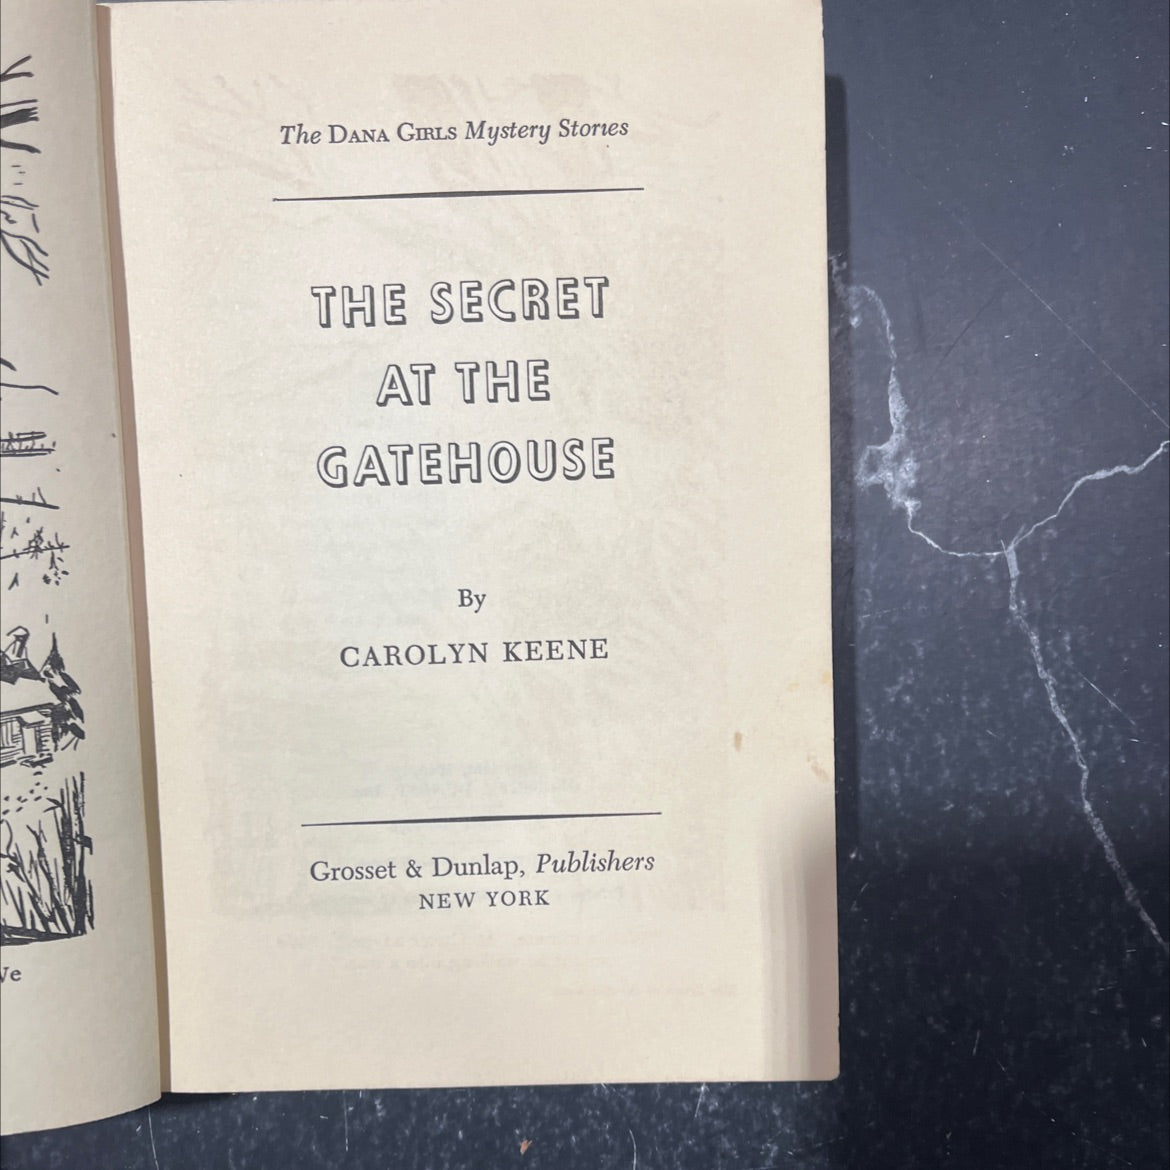 The DANA GIRLS Mystery Stories
THE SECRET
AT THE
GATEHOUSE
By
CAROLYN KEENE
Grosset & Dunlap, Publishers
NEW YORK